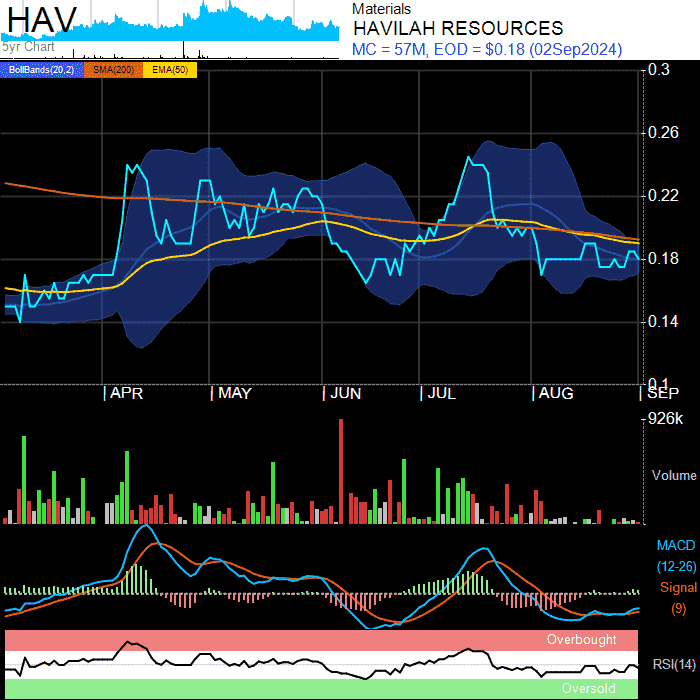 HAV
5yr Chart
Materials
HAVILAH RESOURCES
MC = 57M, EOD = $0.18 (02Sep2024)
BollBands(20,2) SMA(200) EMA(50)
0.3
0.26
0.22
0.18
0.14
0.1
APR MAY JUN JUL AUG SEP
926k
Volume
MACD
(12-26)
Signal
(9)
Overbought
RSI(14)
Oversold